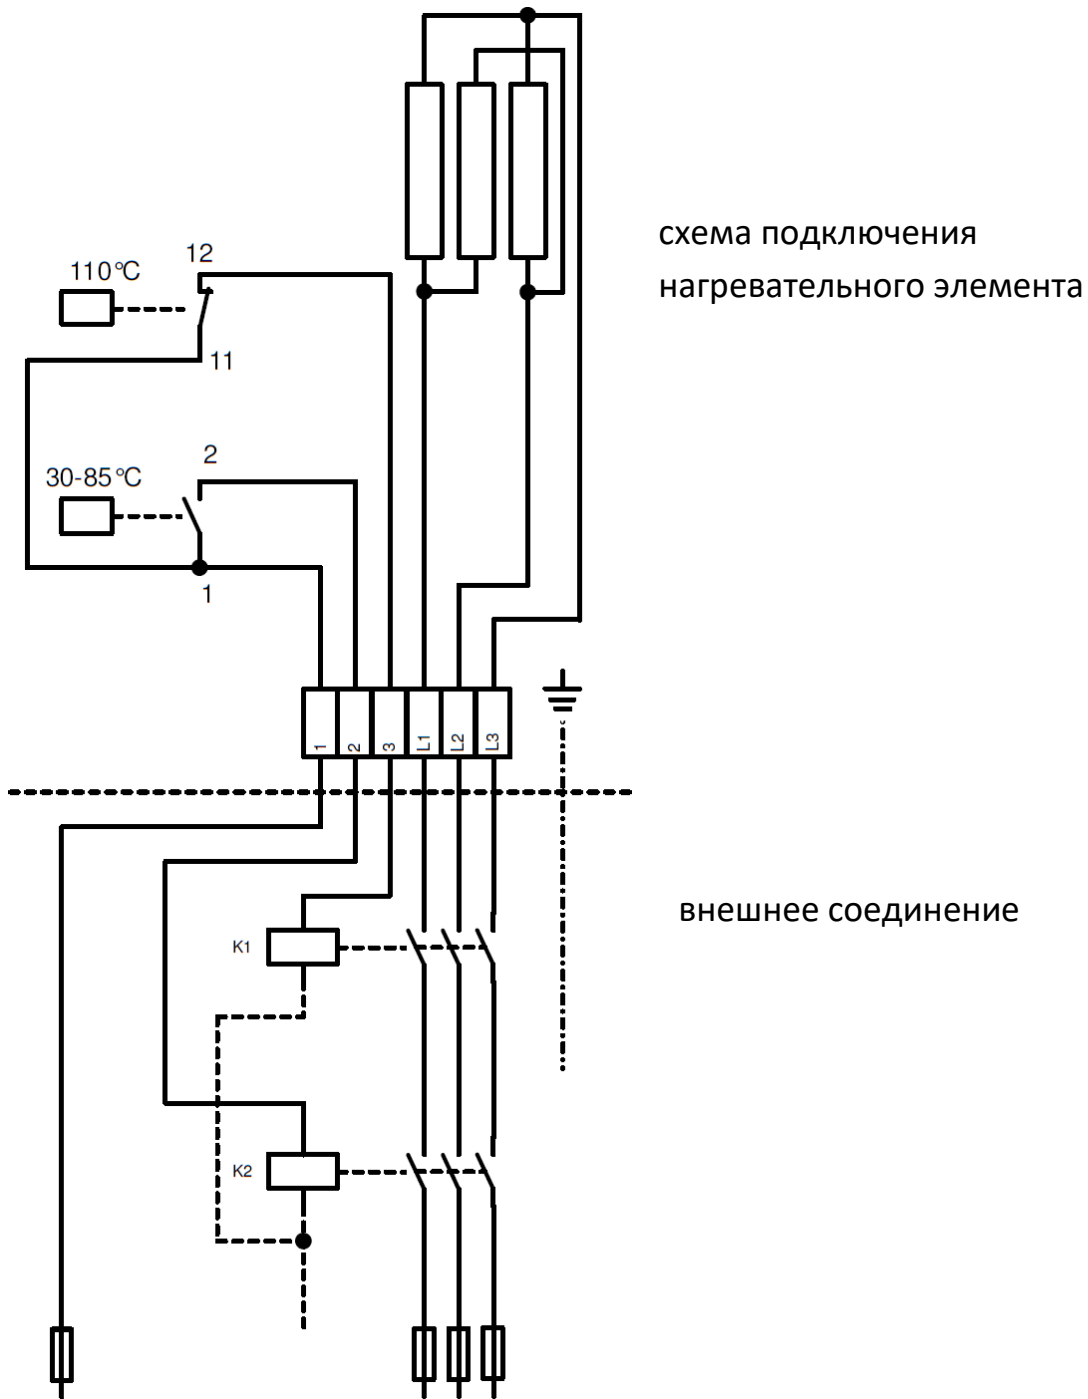 схема подключения
нагревательного элемента
12
110°C
11
2
30-85°C
1
1
2
3
L1
L2
L3
внешнее соединение
K1
K2